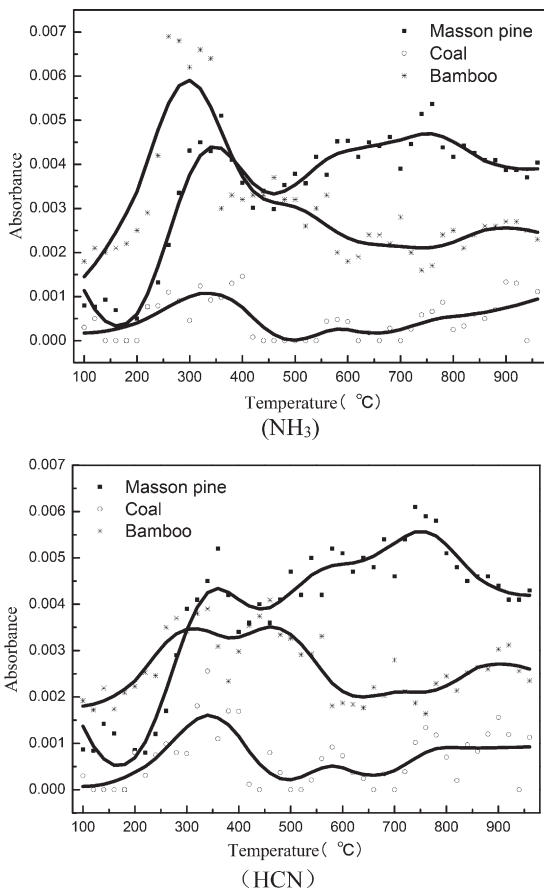 0.007
Masson pine
Coal
0.006
Bamboo
0.005
0.004
0.003
0.002
0.001
0.000
Absorbance
100 200 300 400 500 600 700 800 900
Temperature( ℃)
(NH₃)
0.007
Masson pine
Coal
0.006
Bamboo
0.005
0.004
0.003
0.002
0.001
0.000
Absorbance
100 200 300 400 500 600 700 800 900
Temperature( ℃)
(HCN)